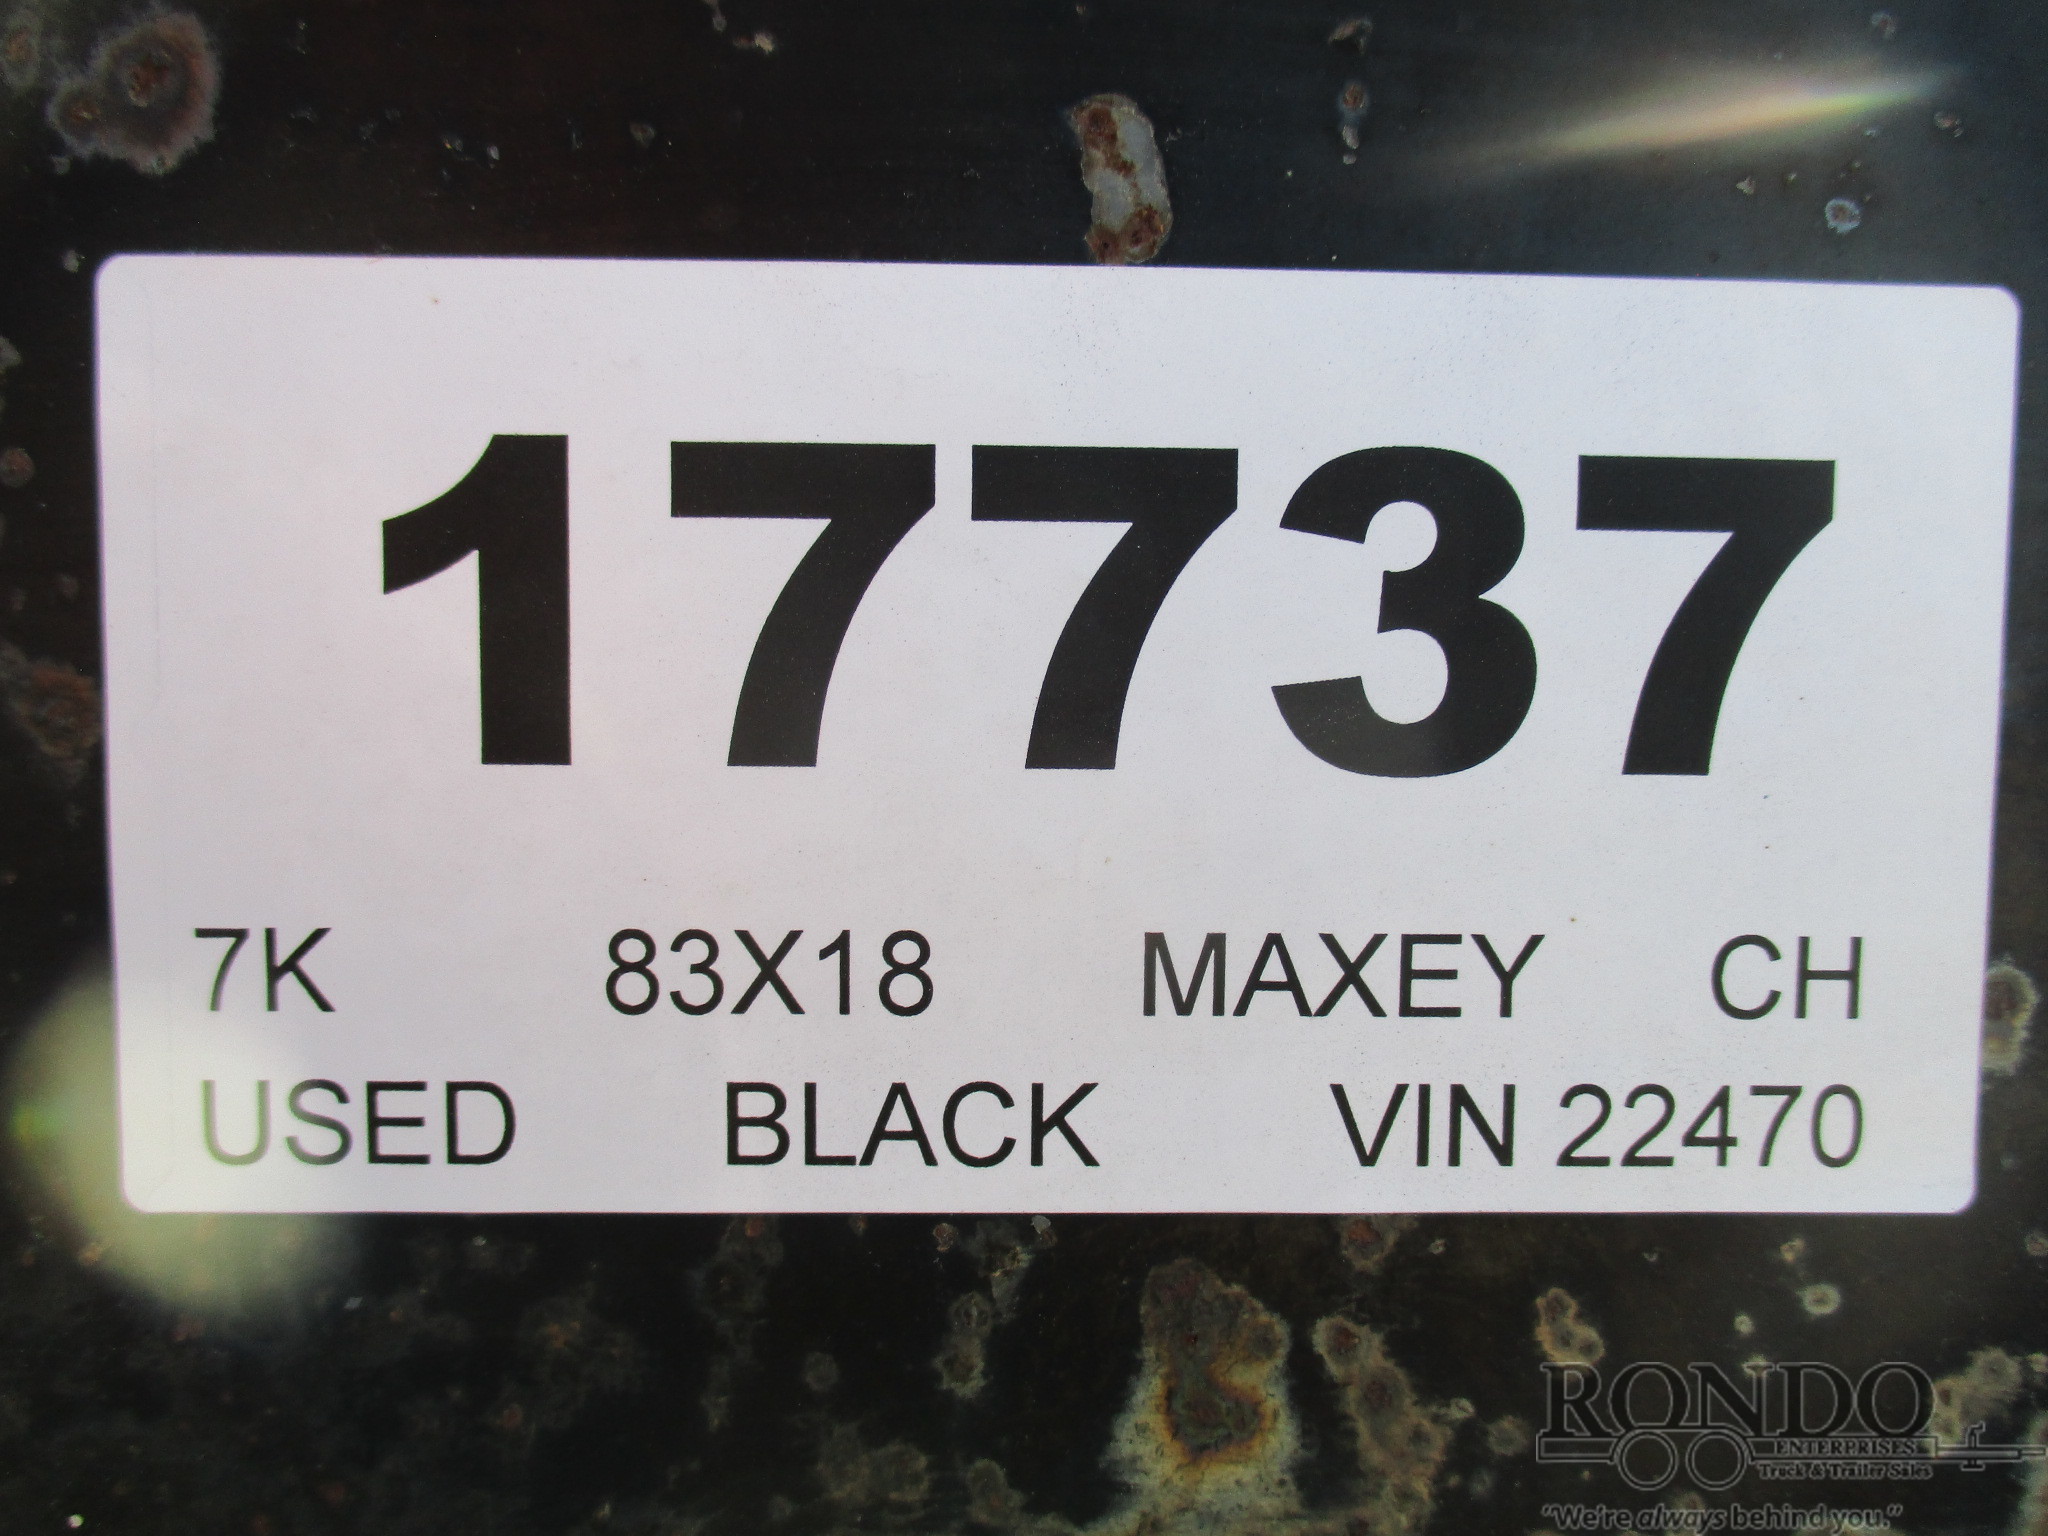 17737
7K 83X18 MAXEY CH
USED BLACK VIN 22470
RONDO
ENTERPRISES
Truck & Trailer Sales
"We're always behind you."